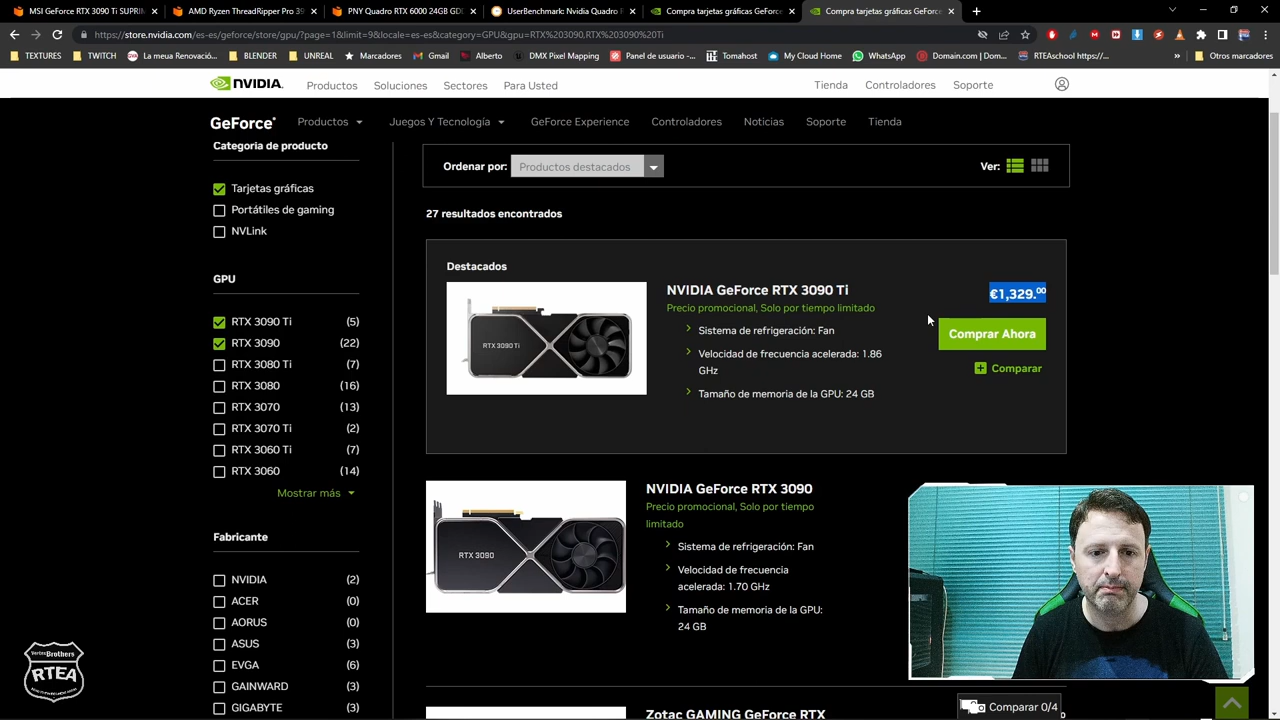 MSI GeForce RTX 3090 Ti SUPRIM
AMD Ryzen ThreadRipper Pro 39
PNY Quadro RTX 6000 24GB GD
UserBenchmark: Nvidia Quadro
Compra tarjetas gráficas GeForce
Compra tarjetas gráficas GeForce
https://store.nvidia.com/es-es/geforce/store/gpu/?page=1&limit=9&locale=es-es&category=GPU&gpu=RTX%203090,RTX%203090%20Ti
TEXTURES
TWITCH
La meua Renovació...
BLENDER
UNREAL
Marcadores
Gmail
Alberto
DMX Pixel Mapping
Panel de usuario -...
Tomahost
My Cloud Home
WhatsApp
Domain.com | Dom...
RTEAschool https://...
»
Otros marcadores
NVIDIA.
Productos
Soluciones
Sectores
Para Usted
Tienda
Controladores
Soporte
GeForce
Productos
Juegos Y Tecnología
GeForce Experience
Controladores
Noticias
Soporte
Tienda
Categoria de producto
Tarjetas gráficas
Portátiles de gaming
NVLink
GPU
RTX 3090 Ti (5)
RTX 3090 (22)
RTX 3080 Ti (7)
RTX 3080 (16)
RTX 3070 (13)
RTX 3070 Ti (2)
RTX 3060 Ti (7)
RTX 3060 (14)
Mostrar más
Fabricante
NVIDIA (2)
ACER (0)
AORUS (0)
ASUS (3)
EVGA (6)
GAINWARD (3)
GIGABYTE (3)
Ordenar por:
Productos destacados
Ver:
27 resultados encontrados
Destacados
RTX 3090 Ti
NVIDIA GeForce RTX 3090 Ti
Precio promocional, Solo por tiempo limitado
Sistema de refrigeración: Fan
Velocidad de frecuencia acelerada: 1.86
GHz
Tamaño de memoria de la GPU: 24 GB
€1,329.00
Comprar Ahora
Comparar
RTX 3090
NVIDIA GeForce RTX 3090
Precio promocional, Solo por tiempo
limitado
Sistema de refrigeración: Fan
Velocidad de frecuencia
acelerada: 1.70 GHz
Tamaño de memoria de la GPU:
24 GB
Zotac GAMING GeForce RTX
Comparar 0/4
VertexBrothers
RTEA